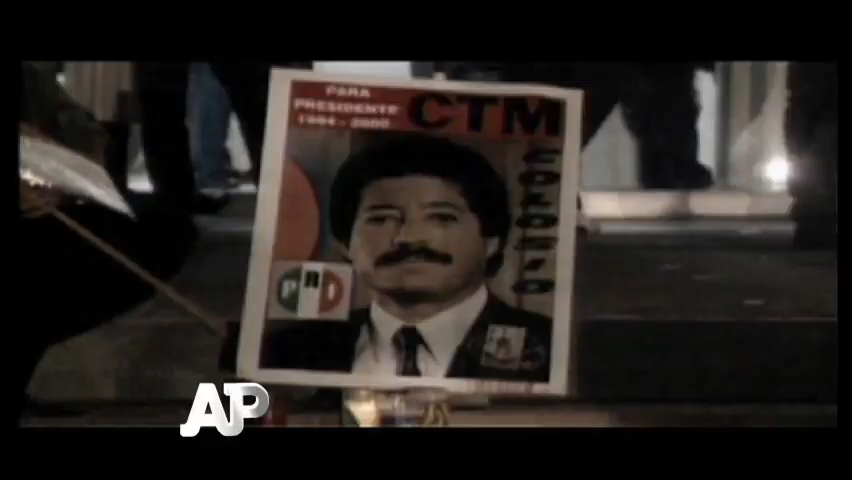 PARA
PRESIDENTE
1994-2000
CTM
COLOSIO
PRI
AP